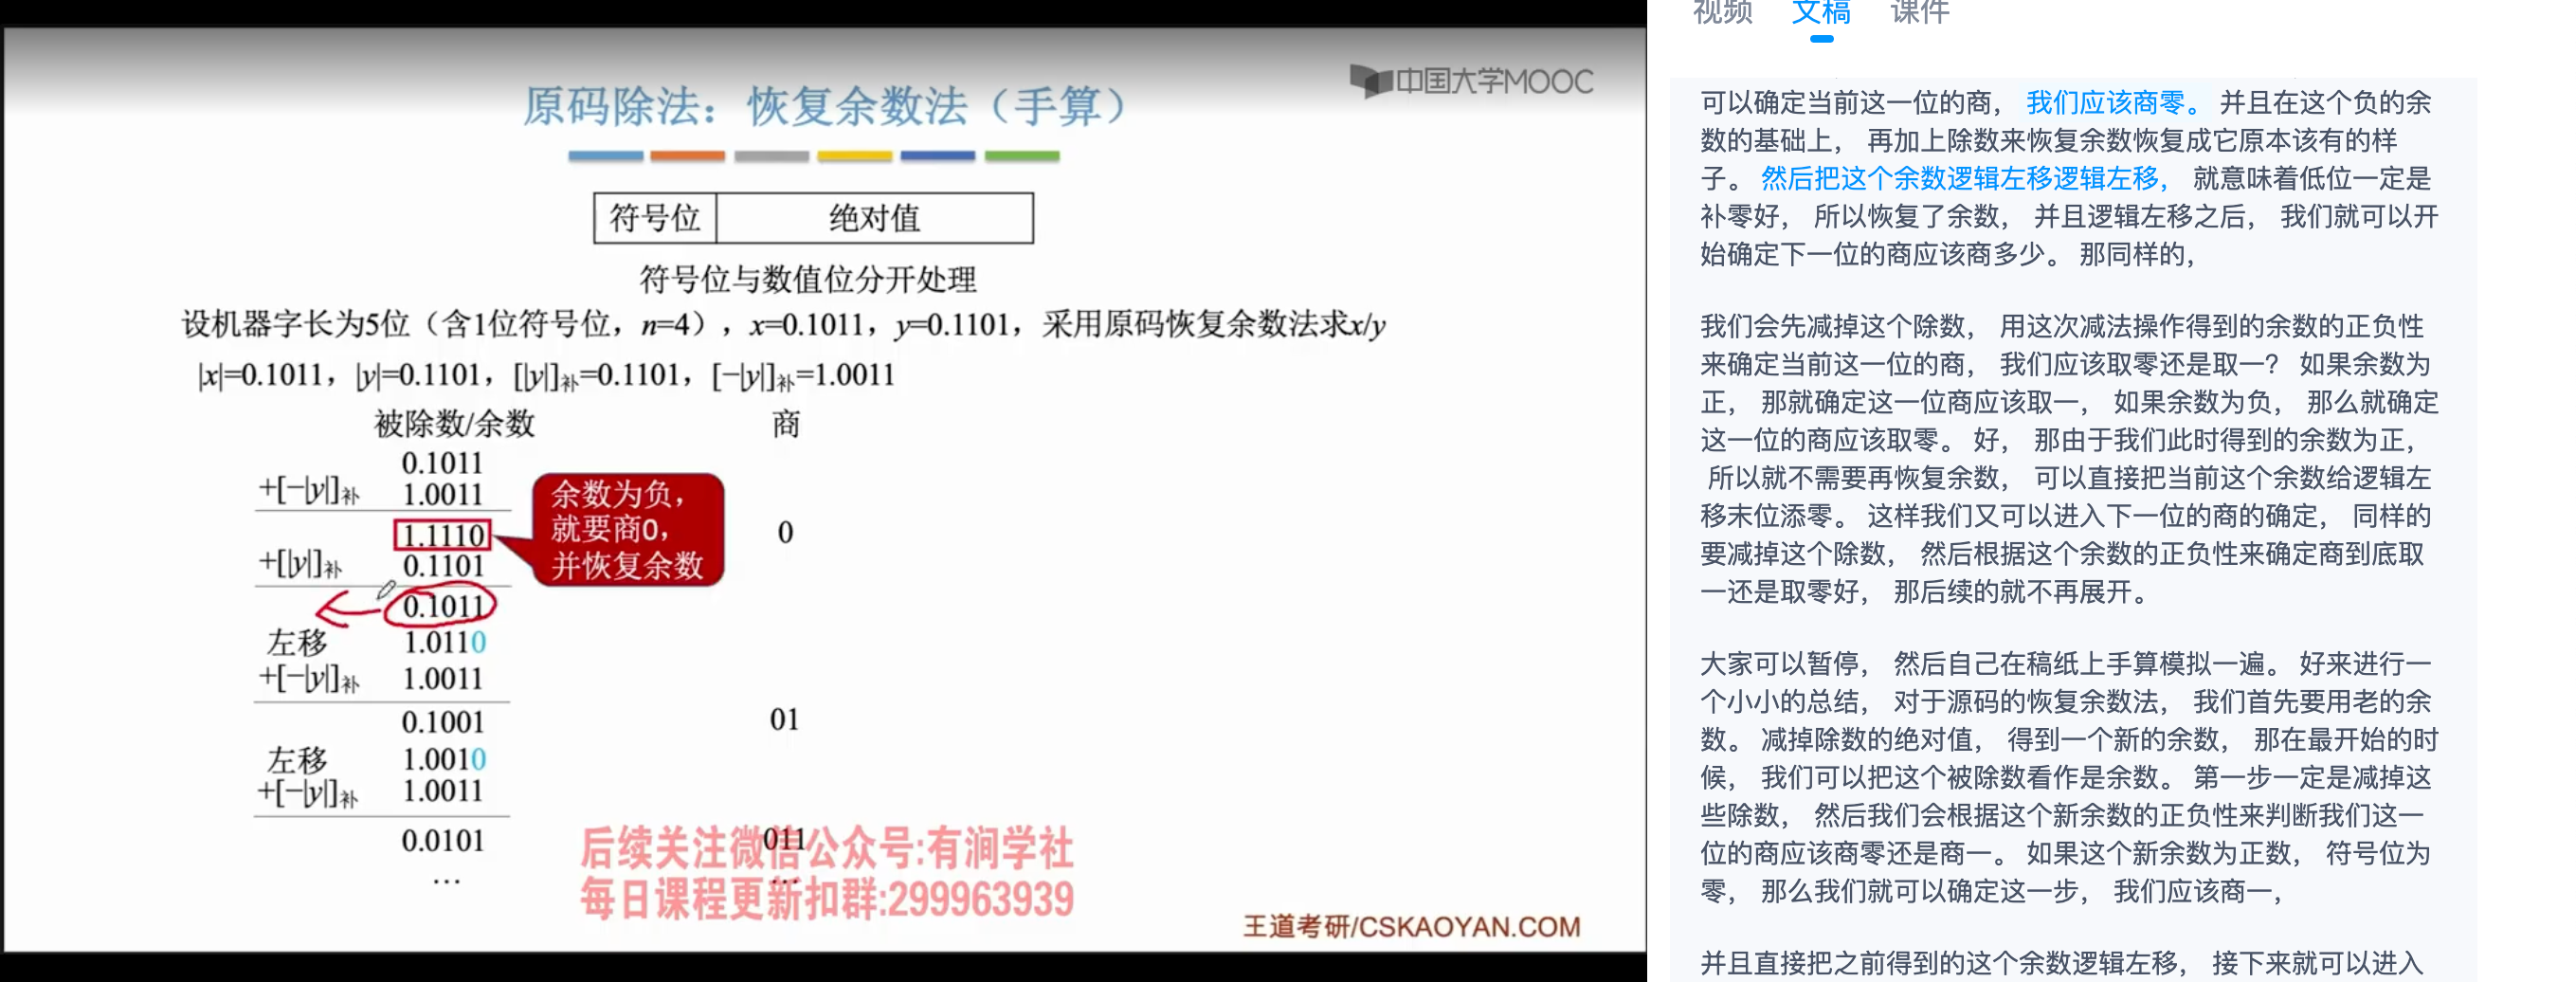 中国大学MOOC
原码除法：恢复余数法（手算）
符号位 绝对值
符号位与数值位分开处理
设机器字长为5位（含1位符号位，n=4），x=0.1011，y=0.1101，采用原码恢复余数法求x/y
|x|=0.1011，|y|=0.1101，[|y|]补=0.1101，[−|y|]补=1.0011
被除数/余数 商
0.1011
+[−|y|]补 1.0011
1.1110 0
+[|y|]补 0.1101
余数为负，
就要商0，
并恢复余数
0.1011
左移 1.0110
+[−|y|]补 1.0011
0.1001 01
左移 1.0010
+[−|y|]补 1.0011
0.0101 011
… …
后续关注微信公众号:有涧学社
每日课程更新扣群:299963939
王道考研/CSKAOYAN.COM
视频 文稿 课件
可以确定当前这一位的商， 我们应该商零。 并且在这个负的余
数的基础上， 再加上除数来恢复余数恢复成它原本该有的样
子。 然后把这个余数逻辑左移逻辑左移， 就意味着低位一定是
补零好， 所以恢复了余数， 并且逻辑左移之后， 我们就可以开
始确定下一位的商应该商多少。 那同样的，
我们会先减掉这个除数， 用这次减法操作得到的余数的正负性
来确定当前这一位的商， 我们应该取零还是取一？ 如果余数为
正， 那就确定这一位商应该取一， 如果余数为负， 那么就确定
这一位的商应该取零。 好， 那由于我们此时得到的余数为正，
所以就不需要再恢复余数， 可以直接把当前这个余数给逻辑左
移末位添零。 这样我们又可以进入下一位的商的确定， 同样的
要减掉这个除数， 然后根据这个余数的正负性来确定商到底取
一还是取零好， 那后续的就不再展开。
大家可以暂停， 然后自己在稿纸上手算模拟一遍。 好来进行一
个小小的总结， 对于源码的恢复余数法， 我们首先要用老的余
数。 减掉除数的绝对值， 得到一个新的余数， 那在最开始的时
候， 我们可以把这个被除数看作是余数。 第一步一定是减掉这
些除数， 然后我们会根据这个新余数的正负性来判断我们这一
位的商应该商零还是商一。 如果这个新余数为正数， 符号位为
零， 那么我们就可以确定这一步， 我们应该商一，
并且直接把之前得到的这个余数逻辑左移， 接下来就可以进入